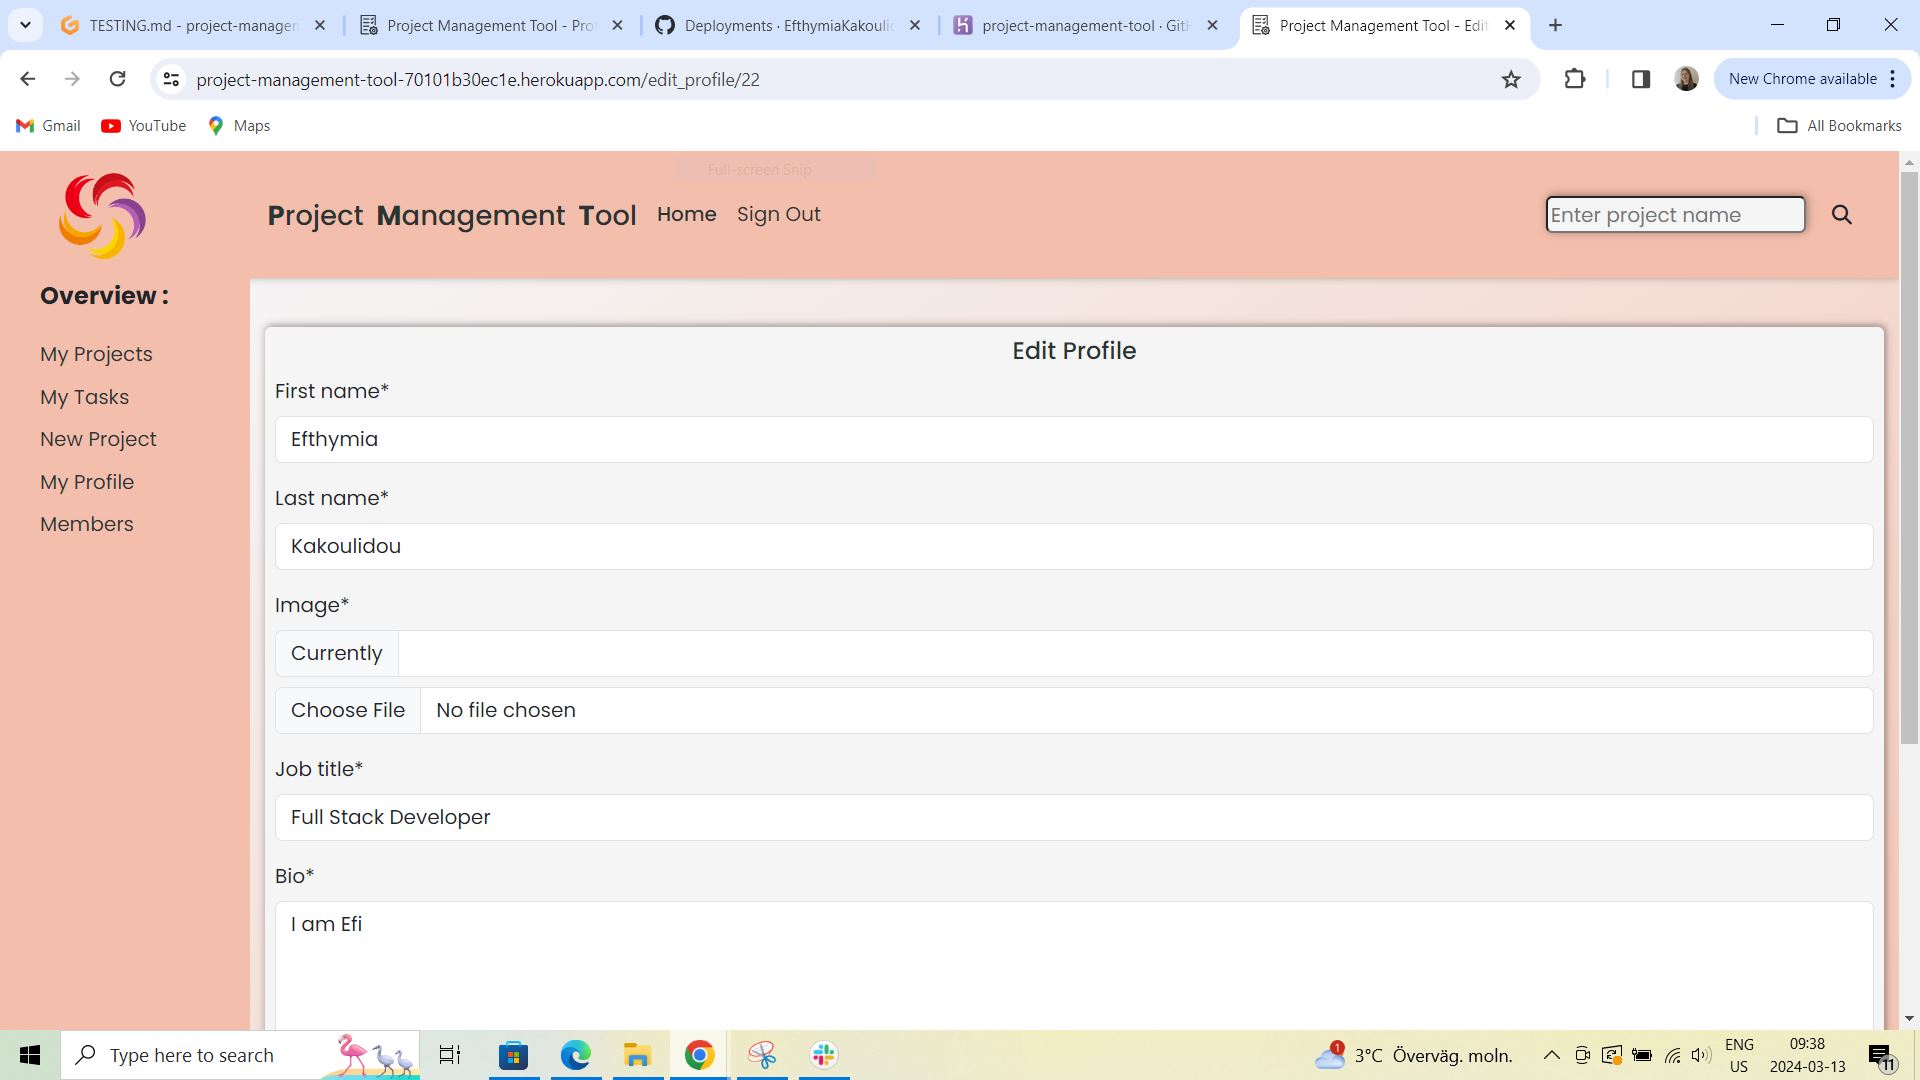 TESTING.md - project-managen
Project Management Tool - Pro
Deployments · EfthymiaKakoulic
project-management-tool · Gith
Project Management Tool - Edit
project-management-tool-70101b30ec1e.herokuapp.com/edit_profile/22
New Chrome available
Gmail
YouTube
Maps
All Bookmarks
Full-screen Snip
Project Management Tool
Home
Sign Out
Enter project name
Overview :
My Projects
My Tasks
New Project
My Profile
Members
Edit Profile
First name*
Efthymia
Last name*
Kakoulidou
Image*
Currently
Choose File
No file chosen
Job title*
Full Stack Developer
Bio*
I am Efi
Type here to search
1
3°C Överväg. moln.
ENG
US
09:38
2024-03-13
11